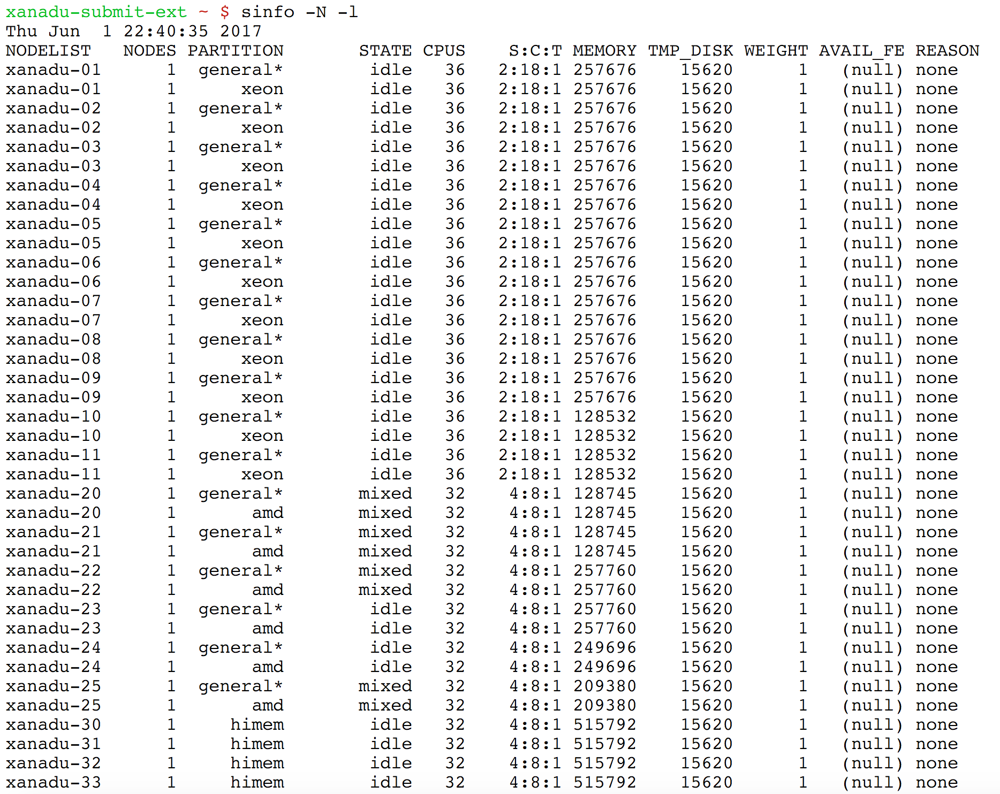 xanadu-submit-ext ~ $ sinfo -N -l
Thu Jun  1 22:40:35 2017
NODELIST   NODES PARTITION       STATE CPUS    S:C:T MEMORY TMP_DISK WEIGHT AVAIL_FE REASON
xanadu-01      1  general*        idle   36   2:18:1 257676    15620      1   (null) none
xanadu-01      1      xeon        idle   36   2:18:1 257676    15620      1   (null) none
xanadu-02      1  general*        idle   36   2:18:1 257676    15620      1   (null) none
xanadu-02      1      xeon        idle   36   2:18:1 257676    15620      1   (null) none
xanadu-03      1  general*        idle   36   2:18:1 257676    15620      1   (null) none
xanadu-03      1      xeon        idle   36   2:18:1 257676    15620      1   (null) none
xanadu-04      1  general*        idle   36   2:18:1 257676    15620      1   (null) none
xanadu-04      1      xeon        idle   36   2:18:1 257676    15620      1   (null) none
xanadu-05      1  general*        idle   36   2:18:1 257676    15620      1   (null) none
xanadu-05      1      xeon        idle   36   2:18:1 257676    15620      1   (null) none
xanadu-06      1  general*        idle   36   2:18:1 257676    15620      1   (null) none
xanadu-06      1      xeon        idle   36   2:18:1 257676    15620      1   (null) none
xanadu-07      1  general*        idle   36   2:18:1 257676    15620      1   (null) none
xanadu-07      1      xeon        idle   36   2:18:1 257676    15620      1   (null) none
xanadu-08      1  general*        idle   36   2:18:1 257676    15620      1   (null) none
xanadu-08      1      xeon        idle   36   2:18:1 257676    15620      1   (null) none
xanadu-09      1  general*        idle   36   2:18:1 257676    15620      1   (null) none
xanadu-09      1      xeon        idle   36   2:18:1 257676    15620      1   (null) none
xanadu-10      1  general*        idle   36   2:18:1 128532    15620      1   (null) none
xanadu-10      1      xeon        idle   36   2:18:1 128532    15620      1   (null) none
xanadu-11      1  general*        idle   36   2:18:1 128532    15620      1   (null) none
xanadu-11      1      xeon        idle   36   2:18:1 128532    15620      1   (null) none
xanadu-20      1  general*       mixed   32    4:8:1 128745    15620      1   (null) none
xanadu-20      1       amd       mixed   32    4:8:1 128745    15620      1   (null) none
xanadu-21      1  general*       mixed   32    4:8:1 128745    15620      1   (null) none
xanadu-21      1       amd       mixed   32    4:8:1 128745    15620      1   (null) none
xanadu-22      1  general*       mixed   32    4:8:1 257760    15620      1   (null) none
xanadu-22      1       amd       mixed   32    4:8:1 257760    15620      1   (null) none
xanadu-23      1  general*        idle   32    4:8:1 257760    15620      1   (null) none
xanadu-23      1       amd        idle   32    4:8:1 257760    15620      1   (null) none
xanadu-24      1  general*        idle   32    4:8:1 249696    15620      1   (null) none
xanadu-24      1       amd        idle   32    4:8:1 249696    15620      1   (null) none
xanadu-25      1  general*       mixed   32    4:8:1 209380    15620      1   (null) none
xanadu-25      1       amd       mixed   32    4:8:1 209380    15620      1   (null) none
xanadu-30      1     himem        idle   32    4:8:1 515792    15620      1   (null) none
xanadu-31      1     himem        idle   32    4:8:1 515792    15620      1   (null) none
xanadu-32      1     himem        idle   32    4:8:1 515792    15620      1   (null) none
xanadu-33      1     himem        idle   32    4:8:1 515792    15620      1   (null) none